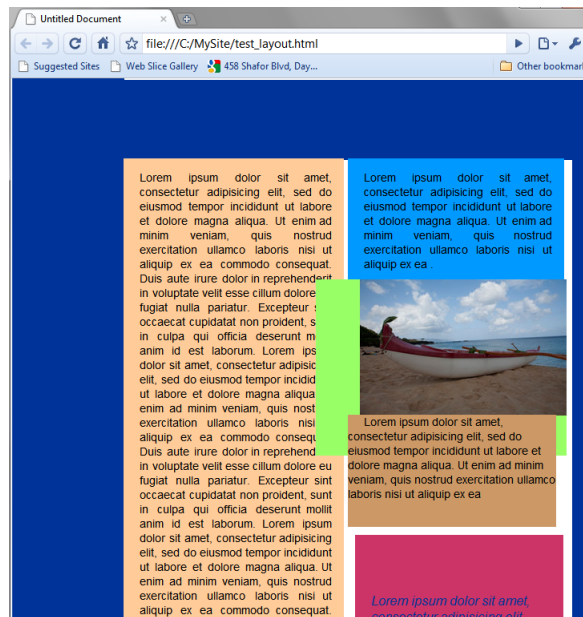 Untitled Document
file:///C:/MySite/test_layout.html
Suggested Sites
Web Slice Gallery
458 Shafor Blvd, Day...
Other bookmar
Lorem ipsum dolor sit amet,
consectetur adipisicing elit, sed do
eiusmod tempor incididunt ut labore
et dolore magna aliqua. Ut enim ad
minim veniam, quis nostrud
exercitation ullamco laboris nisi ut
aliquip ex ea commodo consequat.
Duis aute irure dolor in reprehenderit
in voluptate velit esse cillum dolore
fugiat nulla pariatur. Excepteur
occaecat cupidatat non proident, s
in culpa qui officia deserunt m
anim id est laborum. Lorem ips
dolor sit amet, consectetur adipisic
elit, sed do eiusmod tempor incidid
ut labore et dolore magna aliqua
enim ad minim veniam, quis nostr
exercitation ullamco laboris nisi
aliquip ex ea commodo consequ
Duis aute irure dolor in reprehend
in voluptate velit esse cillum dolore eu
fugiat nulla pariatur. Excepteur sint
occaecat cupidatat non proident, sunt
in culpa qui officia deserunt mollit
anim id est laborum. Lorem ipsum
dolor sit amet, consectetur adipisicing
elit, sed do eiusmod tempor incididunt
ut labore et dolore magna aliqua. Ut
enim ad minim veniam, quis nostrud
exercitation ullamco laboris nisi ut
aliquip ex ea commodo consequat.
Lorem ipsum dolor sit amet,
consectetur adipisicing elit, sed do
eiusmod tempor incididunt ut labore
et dolore magna aliqua. Ut enim ad
minim veniam, quis nostrud
exercitation ullamco laboris nisi ut
aliquip ex ea .
Lorem ipsum dolor sit amet,
consectetur adipisicing elit, sed do
eiusmod tempor incididunt ut labore et
dolore magna aliqua. Ut enim ad minim
veniam, quis nostrud exercitation ullamco
laboris nisi ut aliquip ex ea
Lorem ipsum dolor sit amet,
consectetur adipisicing elit